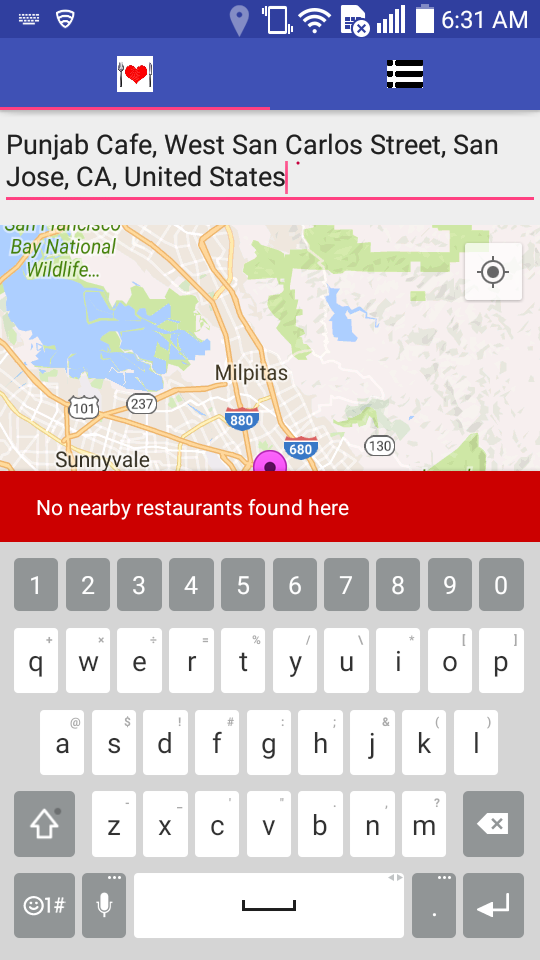 6:31 AM
Punjab Cafe, West San Carlos Street, San
Jose, CA, United States
San Francisco
Bay National
Wildlife...
Milpitas
101
237
880
680
130
Sunnyvale
No nearby restaurants found here
1 2 3 4 5 6 7 8 9 0
+ × ÷ = % / \ * [ ]
q w e r t y u i o p
@ $ ! # : ; & ( )
a s d f g h j k l
- _ ' " . , ?
z x c v b n m
1# .